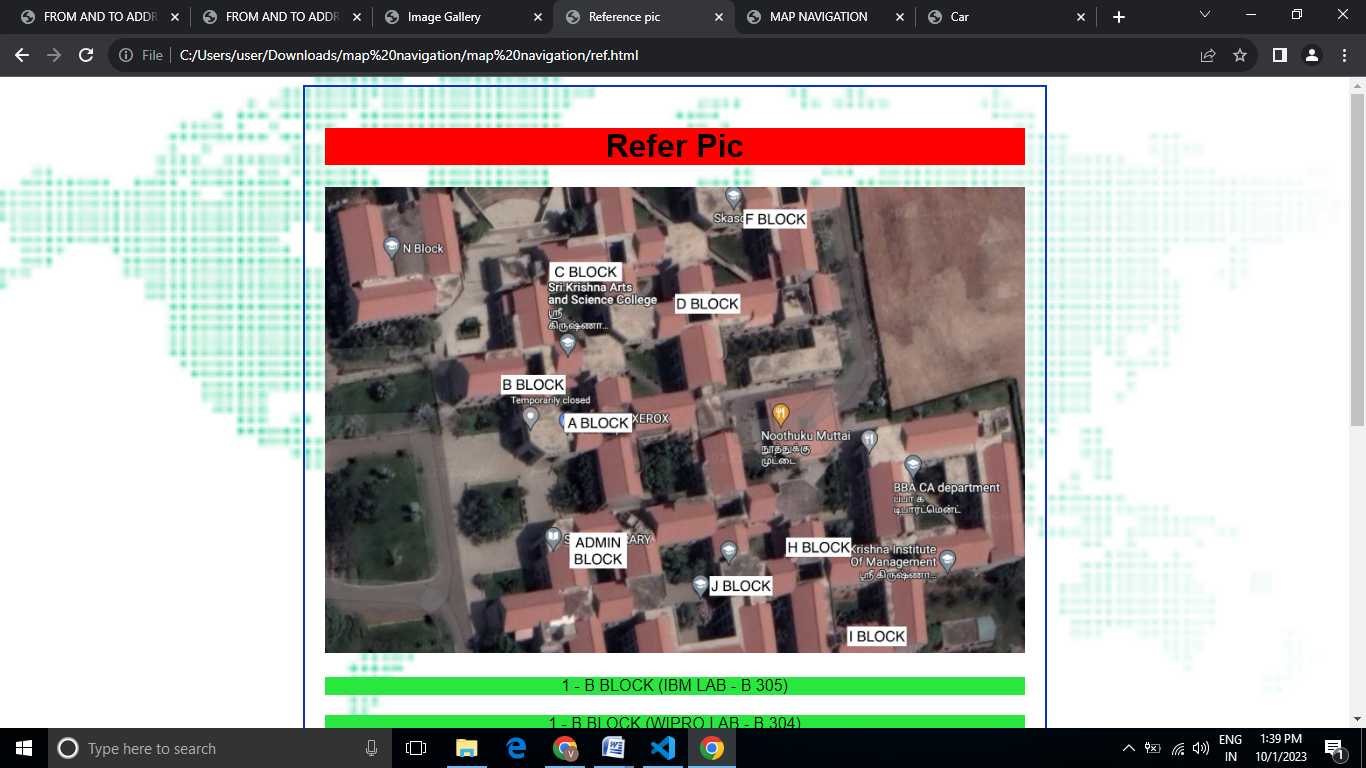 FROM AND TO ADDR
FROM AND TO ADDR
Image Gallery
Reference pic
MAP NAVIGATION
Car
File
C:/Users/user/Downloads/map%20navigation/map%20navigation/ref.html
Refer Pic
Skasc
F BLOCK
N Block
C BLOCK
Sri Krishna Arts
and Science College
ஸ்ரீ
கிருஷ்ணா...
D BLOCK
B BLOCK
Temporarily closed
A BLOCK
XEROX
Noothuku Muttai
நூத்துக்கு
முட்டை
BBA CA department
பபா க
டிபார்ட்மென்ட்
ADMIN
BLOCK
H BLOCK
Krishna Institute
Of Management
ஸ்ரீ கிருஷ்ணா...
J BLOCK
I BLOCK
1 - B BLOCK (IBM LAB - B 305)
1 - B BLOCK (WIPRO LAB - B 304)
Type here to search
ENG
IN
1:39 PM
10/1/2023
1